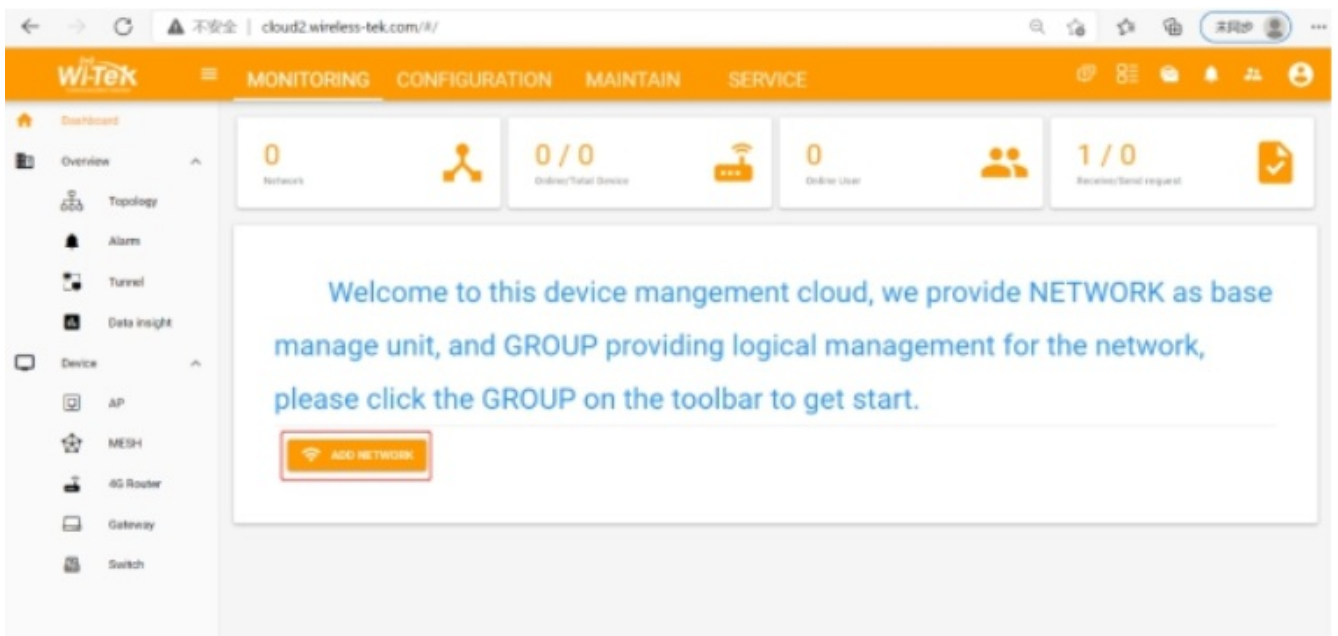 不安全 | cloud2.wireless-tek.com/#/
未同步
Wi-Tek
MONITORING CONFIGURATION MAINTAIN SERVICE
Dashboard
Overview
Topology
Alarm
Tunnel
Data insight
Device
AP
MESH
4G Router
Gateway
Switch
0
Network
0 / 0
Online/Total Device
0
Online User
1 / 0
Receive/Send request
Welcome to this device mangement cloud, we provide NETWORK as base
manage unit, and GROUP providing logical management for the network,
please click the GROUP on the toolbar to get start.
ADD NETWORK